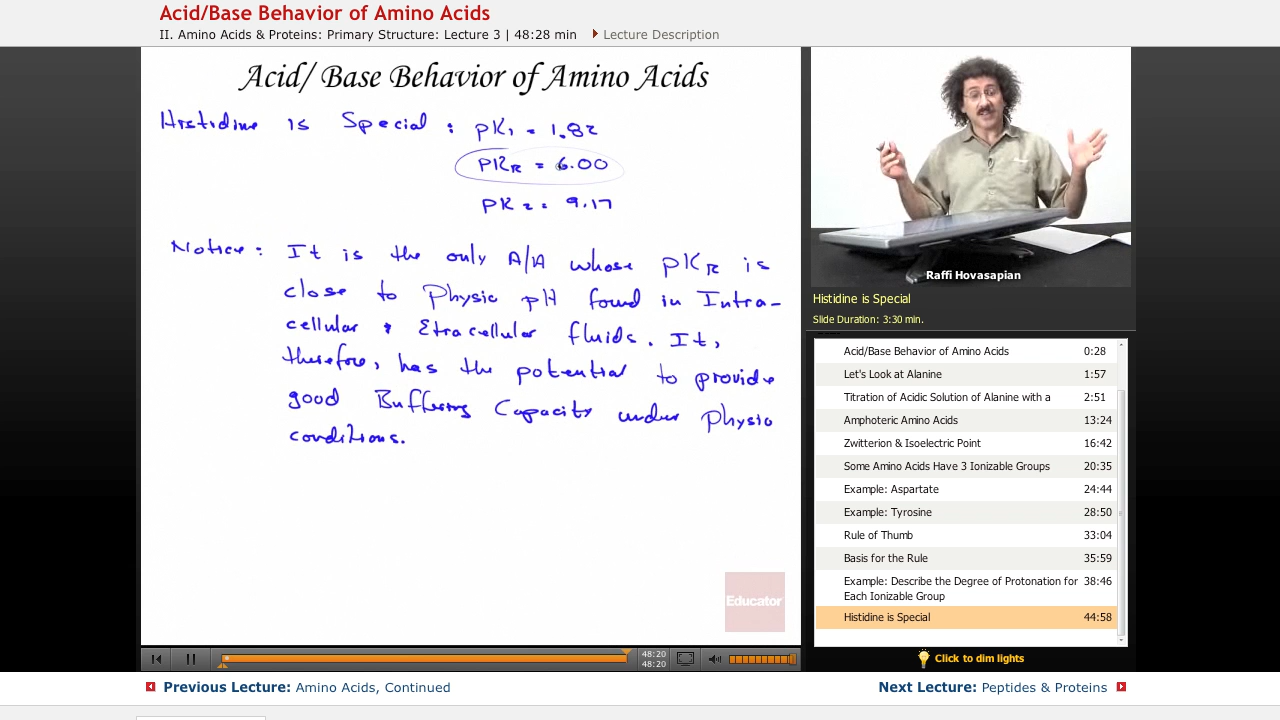 Acid/Base Behavior of Amino Acids
II. Amino Acids & Proteins: Primary Structure: Lecture 3 | 48:28 min Lecture Description
Acid/ Base Behavior of Amino Acids
Histidine is Special : pK1 = 1.82
pKR = 6.00
pK2 = 9.17
Notice: It is the only A/A whose pKR is
close to Physio pH found in Intra-
cellular & Etracellular fluids. It,
therefore, has the potential to provide
good Buffering Capacity under physio
conditions.
Educator
Raffi Hovasapian
Histidine is Special
Slide Duration: 3:30 min.
Acid/Base Behavior of Amino Acids 0:28
Let's Look at Alanine 1:57
Titration of Acidic Solution of Alanine with a 2:51
Amphoteric Amino Acids 13:24
Zwitterion & Isoelectric Point 16:42
Some Amino Acids Have 3 Ionizable Groups 20:35
Example: Aspartate 24:44
Example: Tyrosine 28:50
Rule of Thumb 33:04
Basis for the Rule 35:59
Example: Describe the Degree of Protonation for 38:46
Each Ionizable Group
Histidine is Special 44:58
48:20
48:20
Click to dim lights
Previous Lecture: Amino Acids, Continued
Next Lecture: Peptides & Proteins